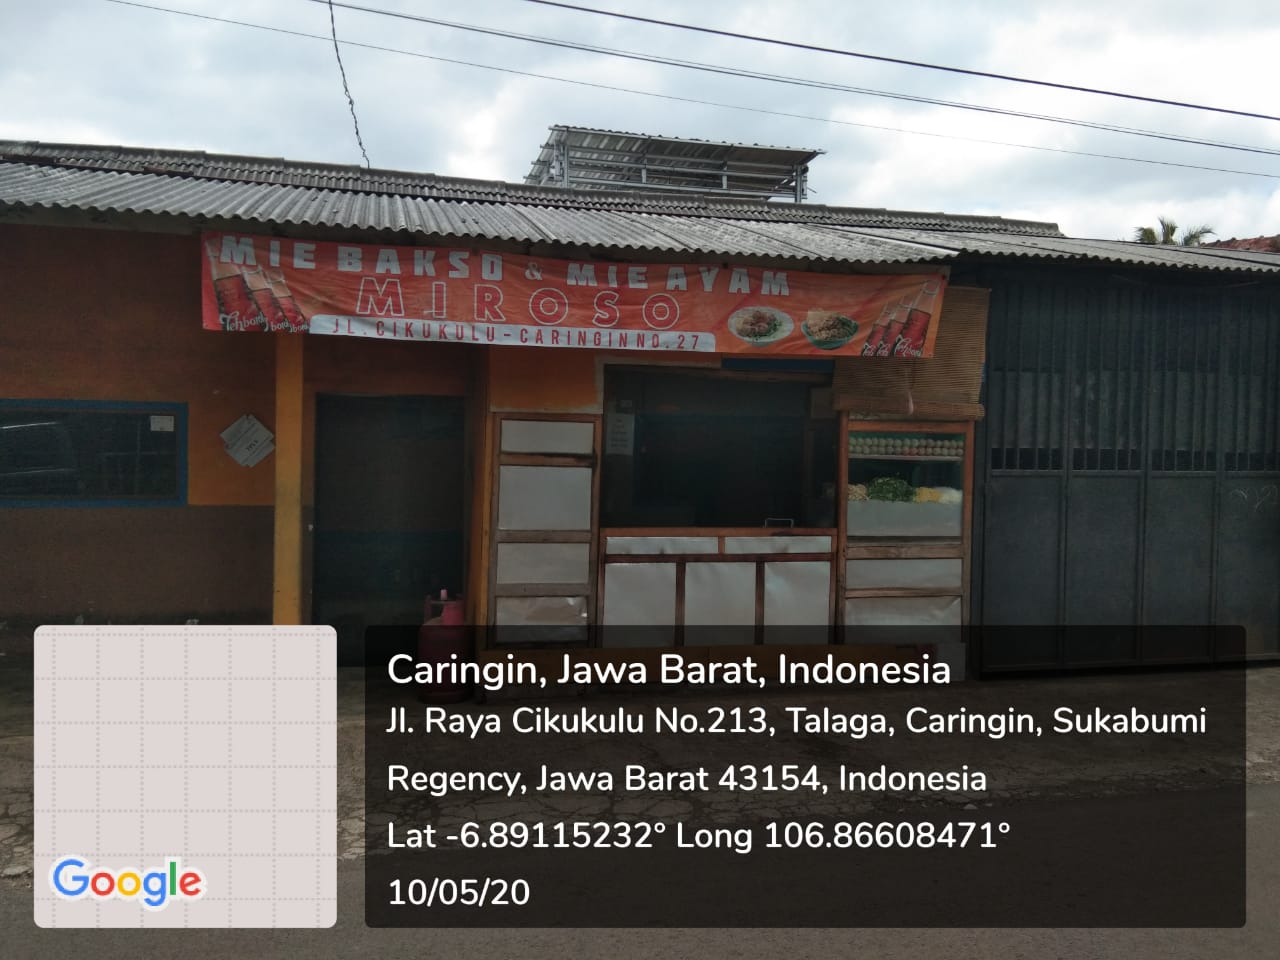 MIE BAKSO & MIE AYAM
MIROSO
JL. CIKUKULU - CARINGIN NO. 27
Tehbotol
Google
Caringin, Jawa Barat, Indonesia
Jl. Raya Cikukulu No.213, Talaga, Caringin, Sukabumi
Regency, Jawa Barat 43154, Indonesia
Lat -6.89115232° Long 106.86608471°
10/05/20